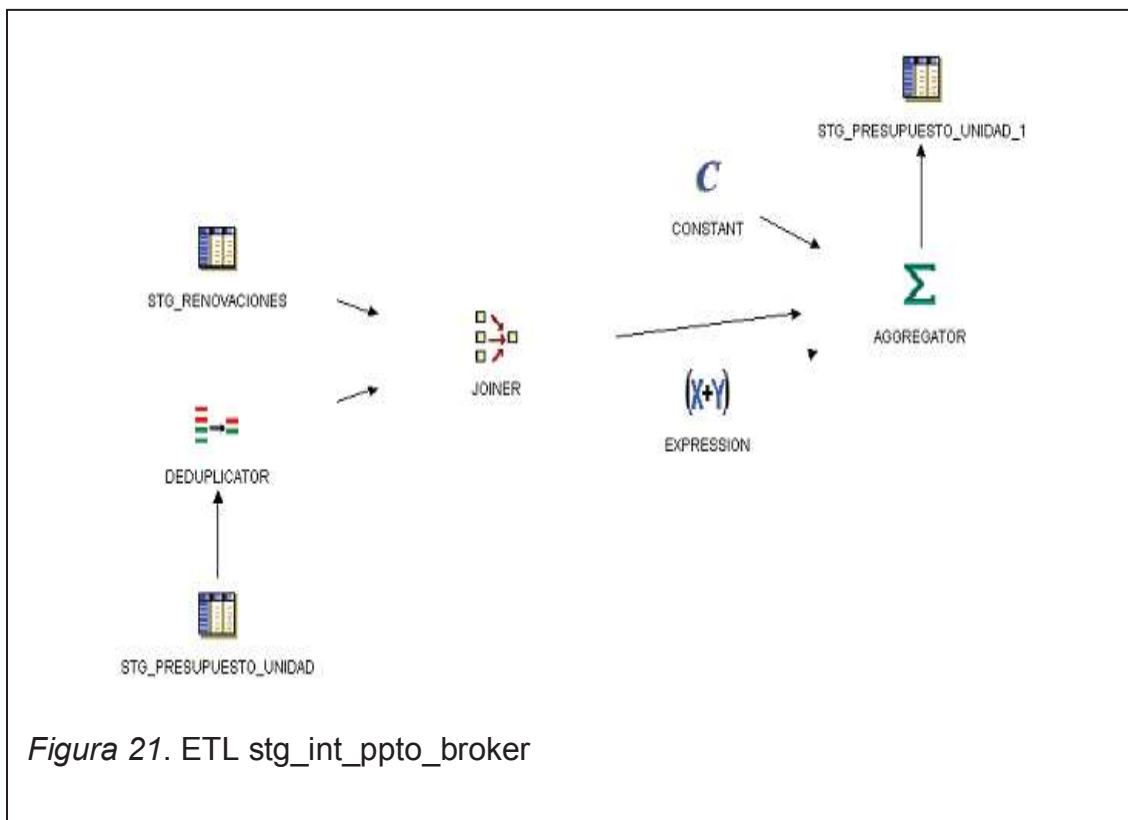 STG_PRESUPUESTO_UNIDAD_1
C
CONSTANT
STG_RENOVACIONES
Σ
AGGREGATOR
JOINER
(X+Y)
EXPRESSION
DEDUPLICATOR
STG_PRESUPUESTO_UNIDAD
Figura 21. ETL stg_int_ppto_broker